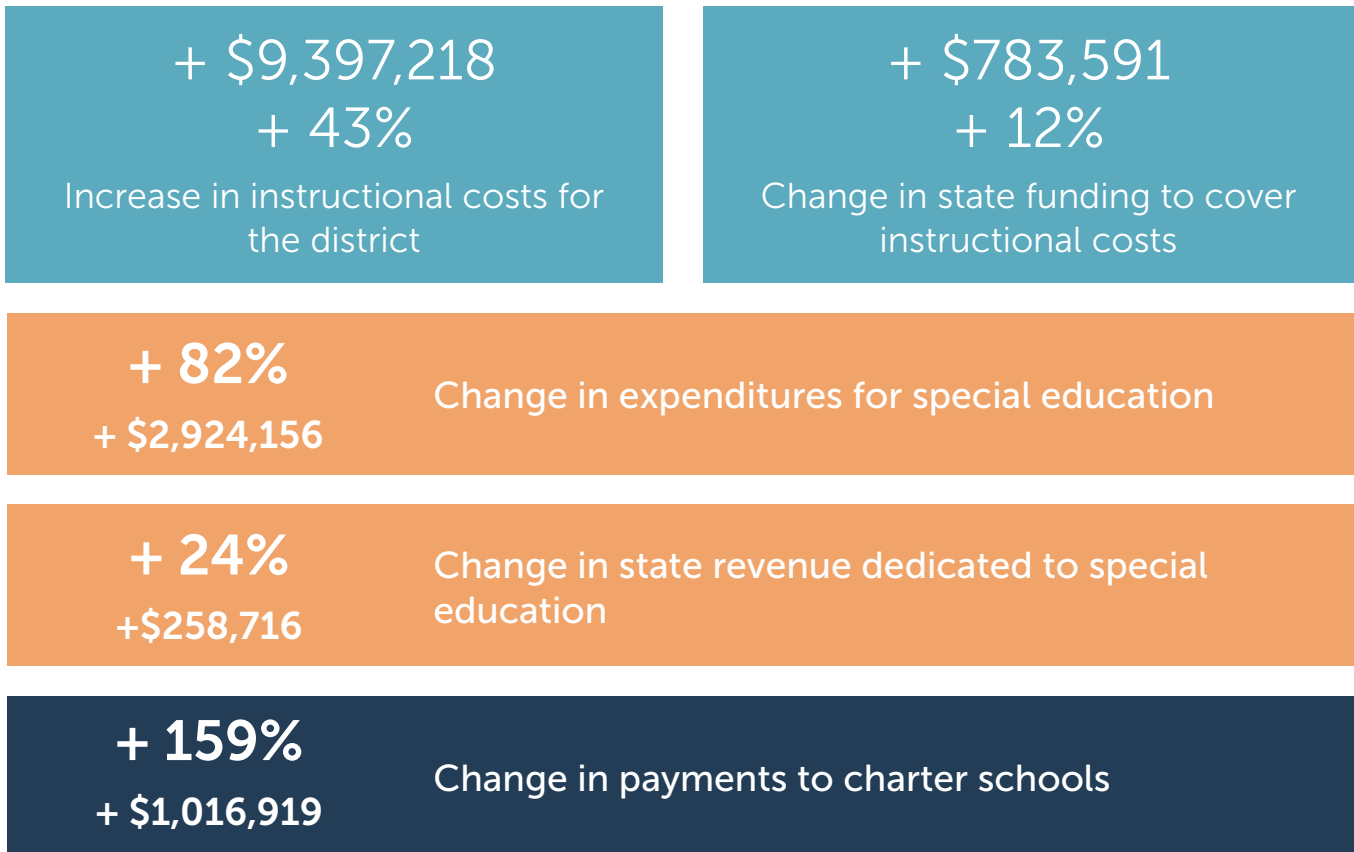 + $9,397,218
+ 43%
Increase in instructional costs for
the district
+ $783,591
+ 12%
Change in state funding to cover
instructional costs
+ 82%
+ $2,924,156
Change in expenditures for special education
+ 24%
+$258,716
Change in state revenue dedicated to special
education
+ 159%
+ $1,016,919
Change in payments to charter schools